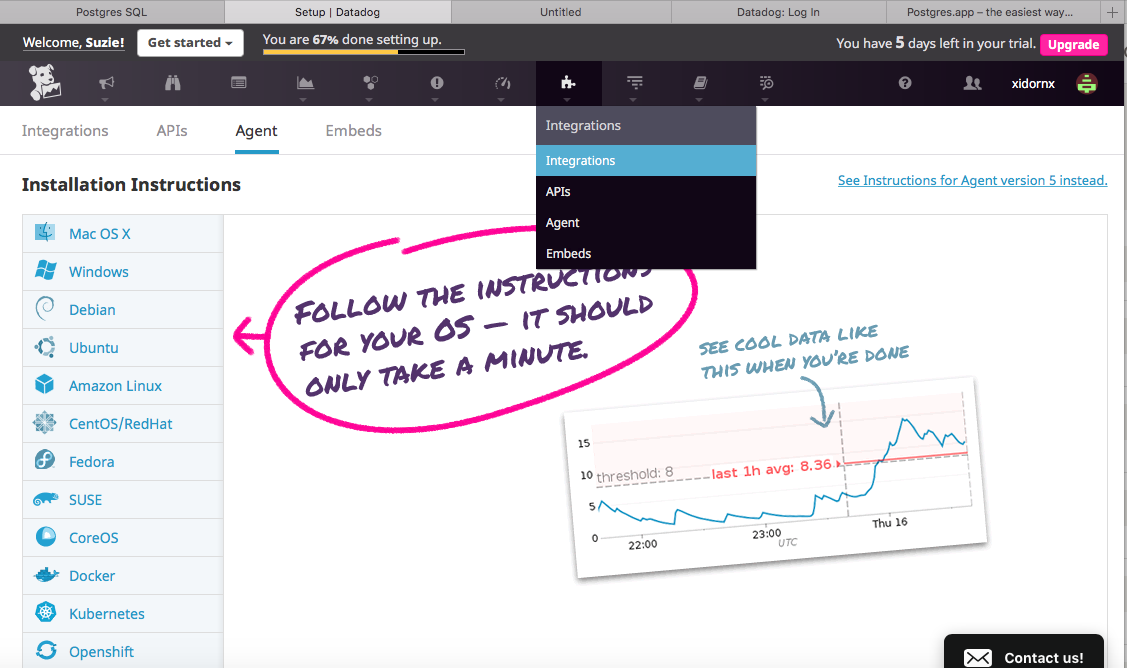 Postgres SQL
Setup | Datadog
Untitled
Datadog: Log In
Postgres.app – the easiest way...
Welcome, Suzie!
Get started
You are 67% done setting up.
You have 5 days left in your trial.
Upgrade
xidornx
Integrations
APIs
Agent
Embeds
Integrations
Integrations
APIs
Agent
Embeds
Installation Instructions
See Instructions for Agent version 5 instead.
Mac OS X
Windows
Debian
Ubuntu
Amazon Linux
CentOS/RedHat
Fedora
SUSE
CoreOS
Docker
Kubernetes
Openshift
FOLLOW THE INSTRUCTIONS
FOR YOUR OS — IT SHOULD
ONLY TAKE A MINUTE.
SEE COOL DATA LIKE
THIS WHEN YOU'RE DONE
15
10
5
0
threshold: 8
last 1h avg: 8.36
22:00
23:00
Thu 16
UTC
Contact us!